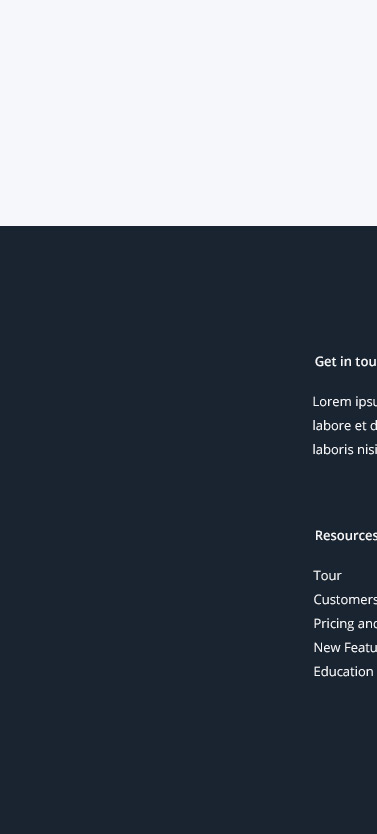 Get in tou
Lorem ipsu
labore et d
laboris nisi
Resources
Tour
Customers
Pricing and
New Featu
Education